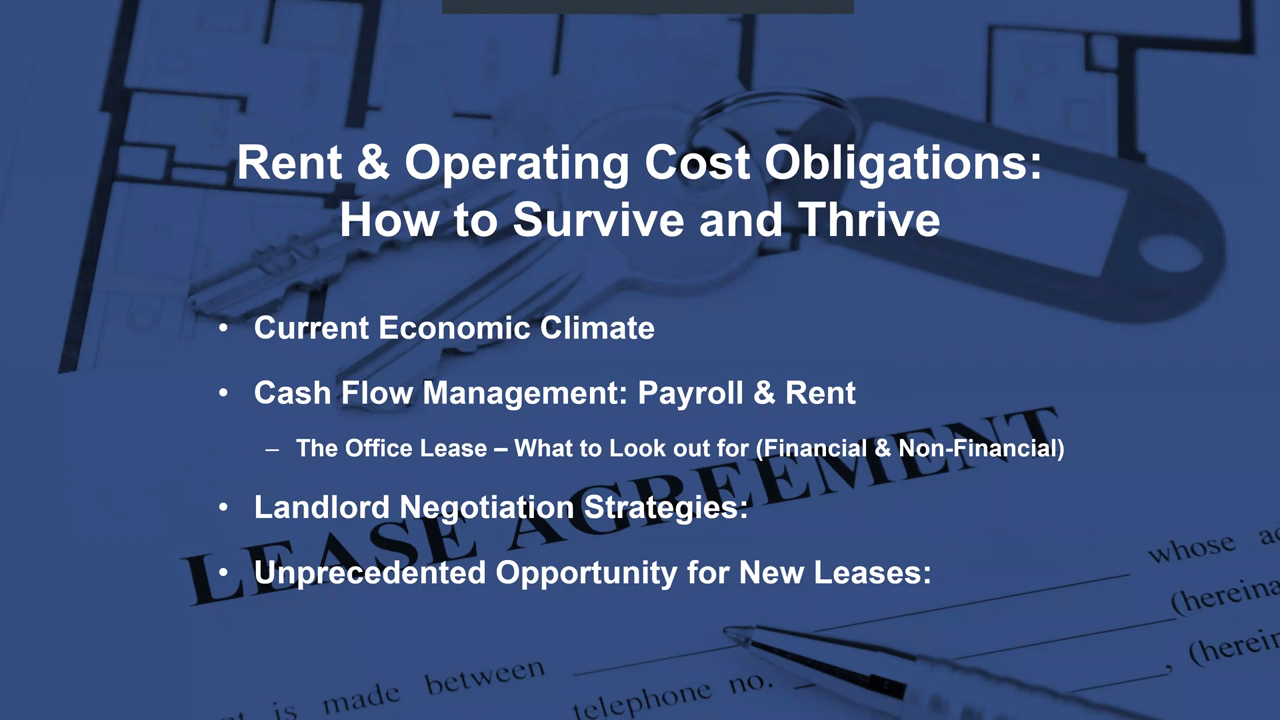 Rent & Operating Cost Obligations:
How to Survive and Thrive
• Current Economic Climate
• Cash Flow Management: Payroll & Rent
– The Office Lease – What to Look out for (Financial & Non-Financial)
• Landlord Negotiation Strategies:
• Unprecedented Opportunity for New Leases:
LEASE AGREEMENT
whose
(hereina
, (herein
is made between
telephone no.